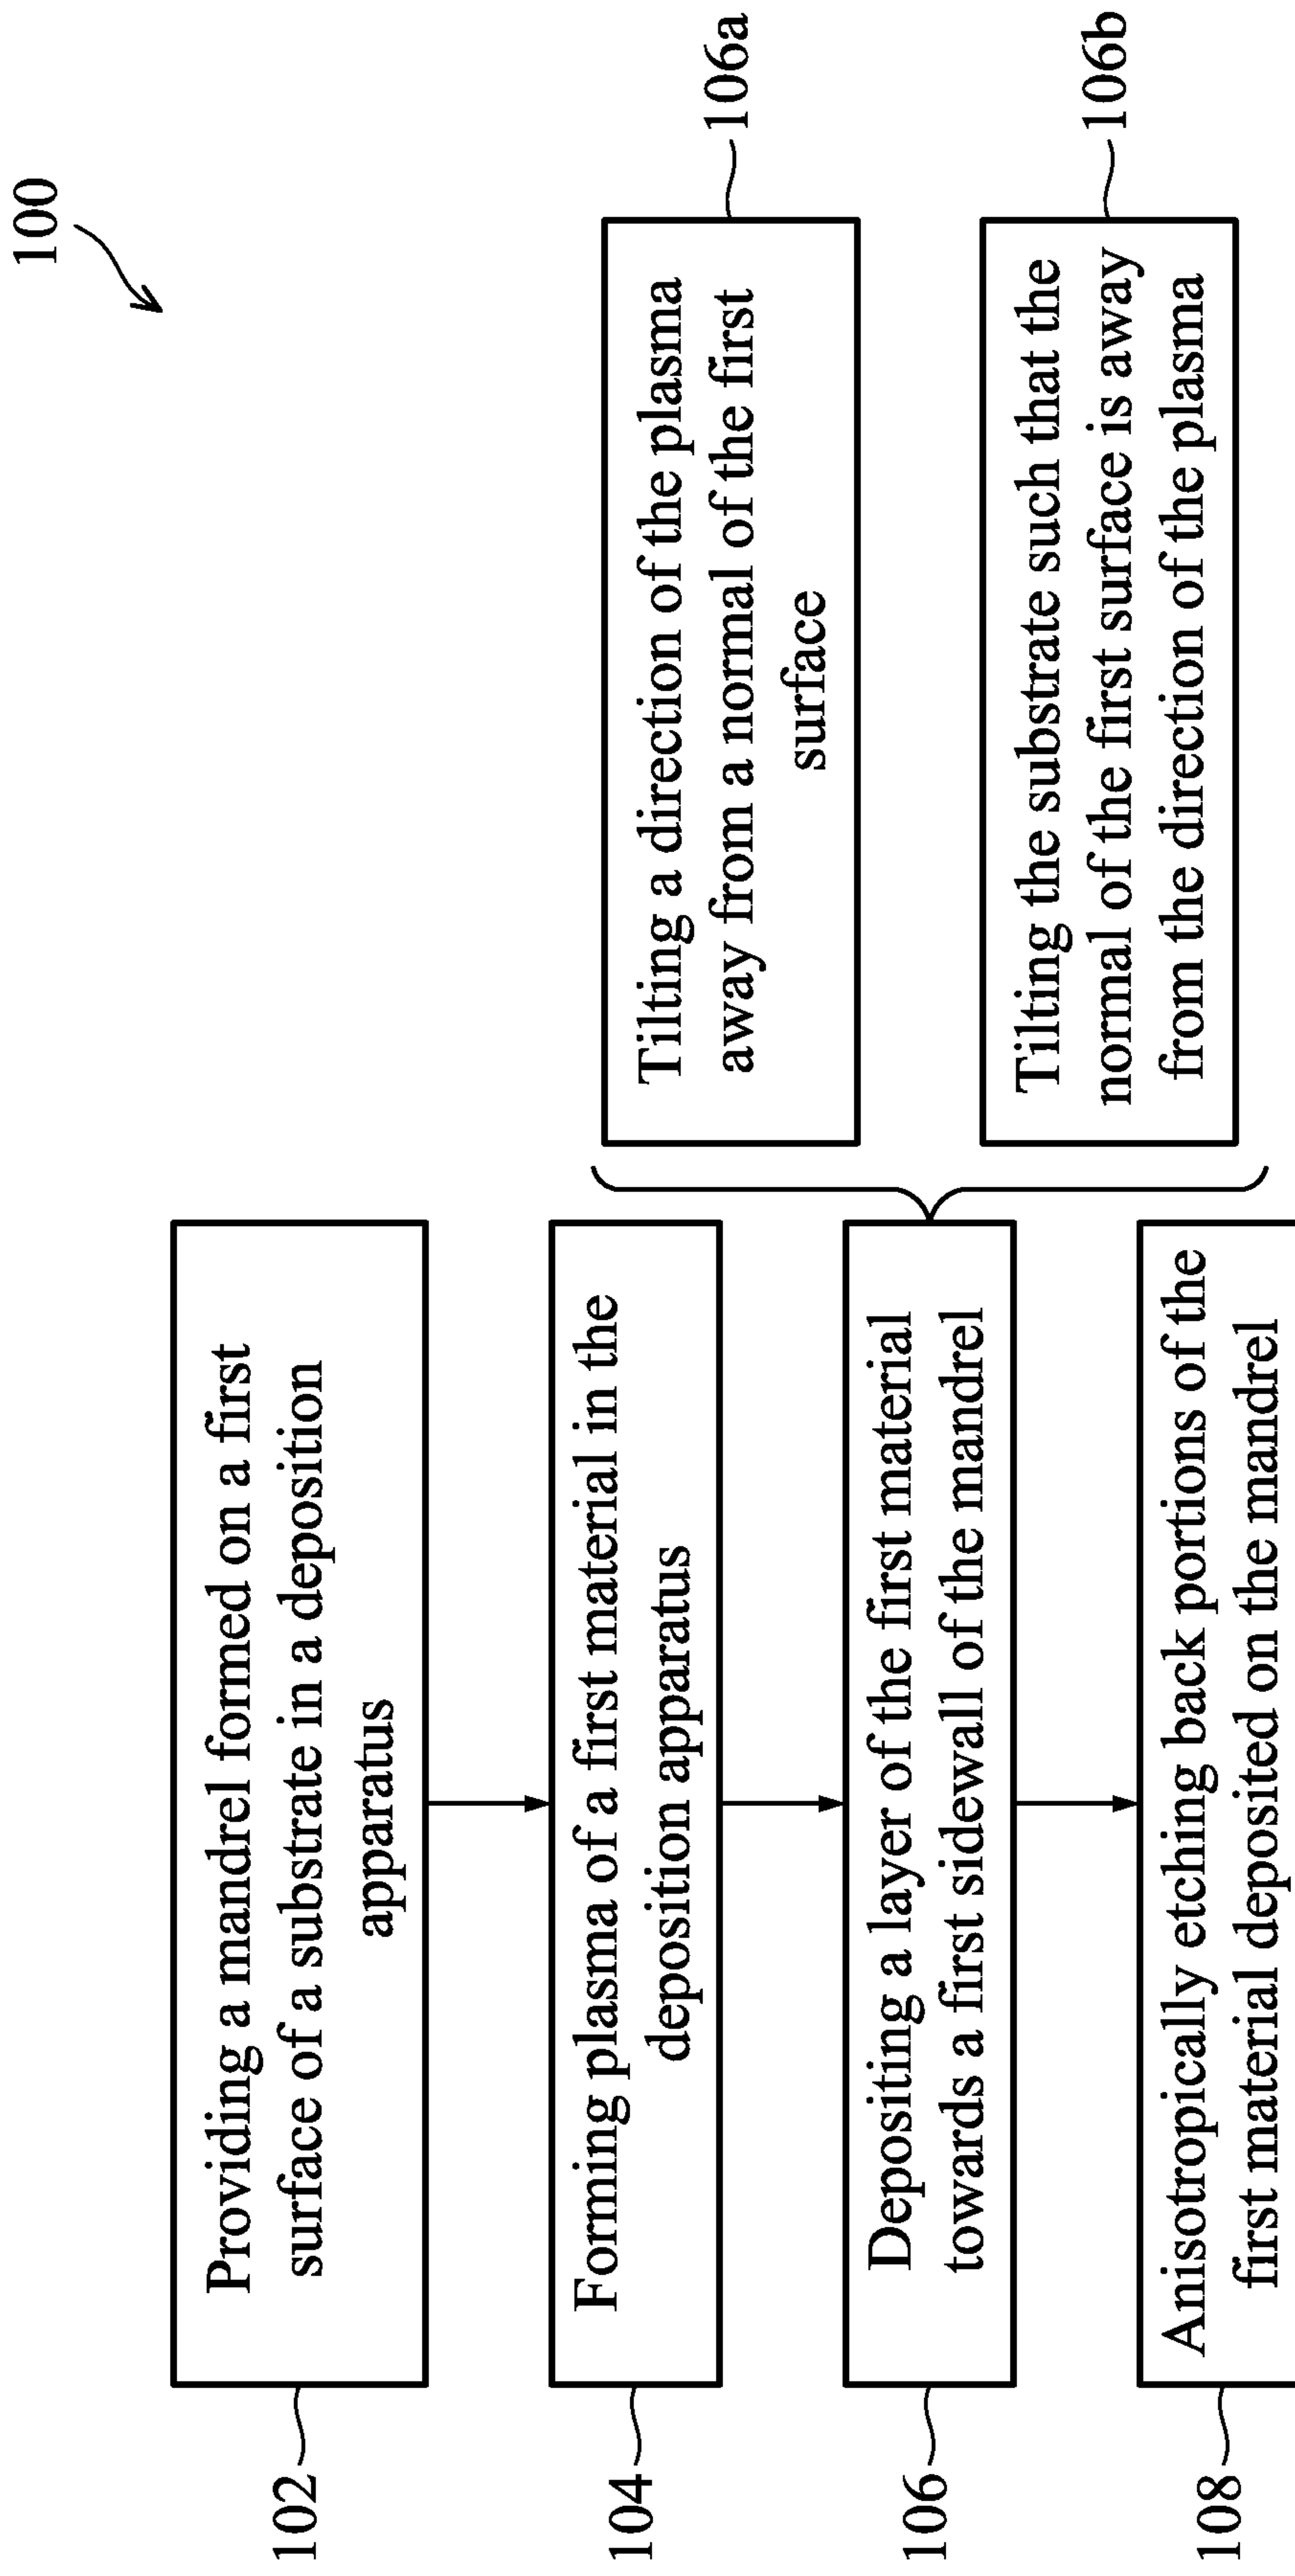 100
102
Providing a mandrel formed on a first
surface of a substrate in a deposition
apparatus
104
Forming plasma of a first material in the
deposition apparatus
106
Depositing a layer of the first material
towards a first sidewall of the mandrel
106a
Tilting a direction of the plasma
away from a normal of the first
surface
106b
Tilting the substrate such that the
normal of the first surface is away
from the direction of the plasma
108
Anisotropically etching back portions of the
first material deposited on the mandrel